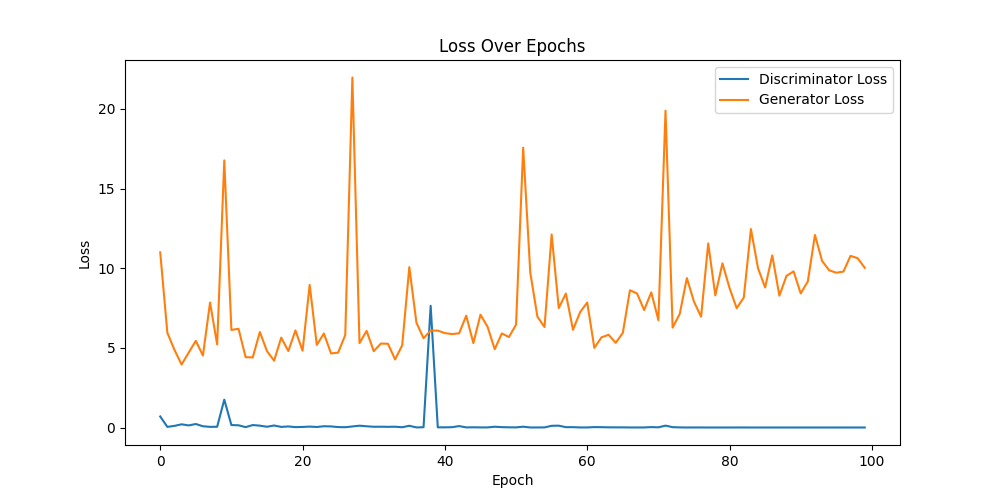 Loss Over Epochs
Discriminator Loss
Generator Loss
Loss
20
15
10
5
0
0 20 40 60 80 100
Epoch